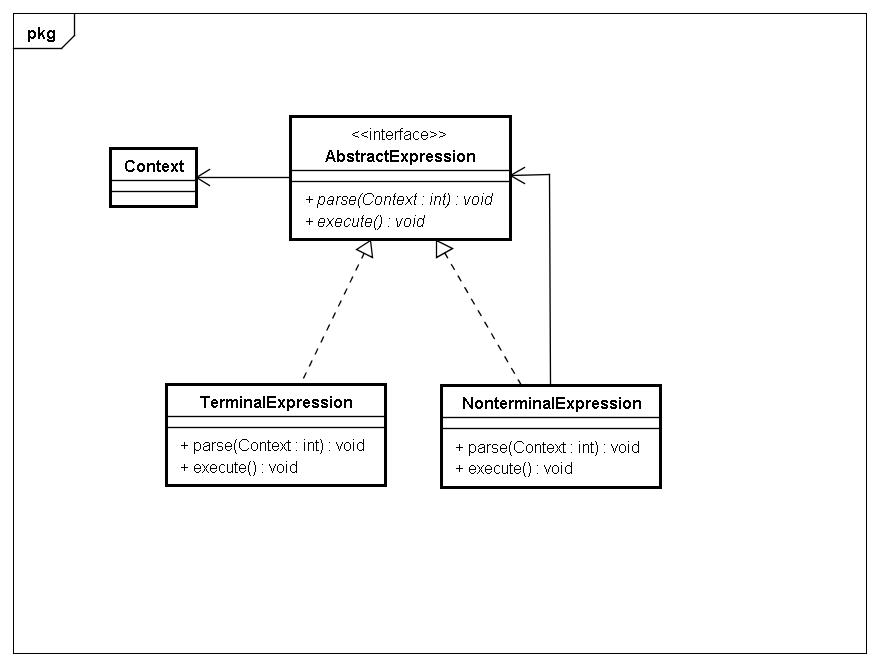 pkg
<<interface>>
AbstractExpression
+ parse(Context : int) : void
+ execute() : void
Context
TerminalExpression
+ parse(Context : int) : void
+ execute() : void
NonterminalExpression
+ parse(Context : int) : void
+ execute() : void